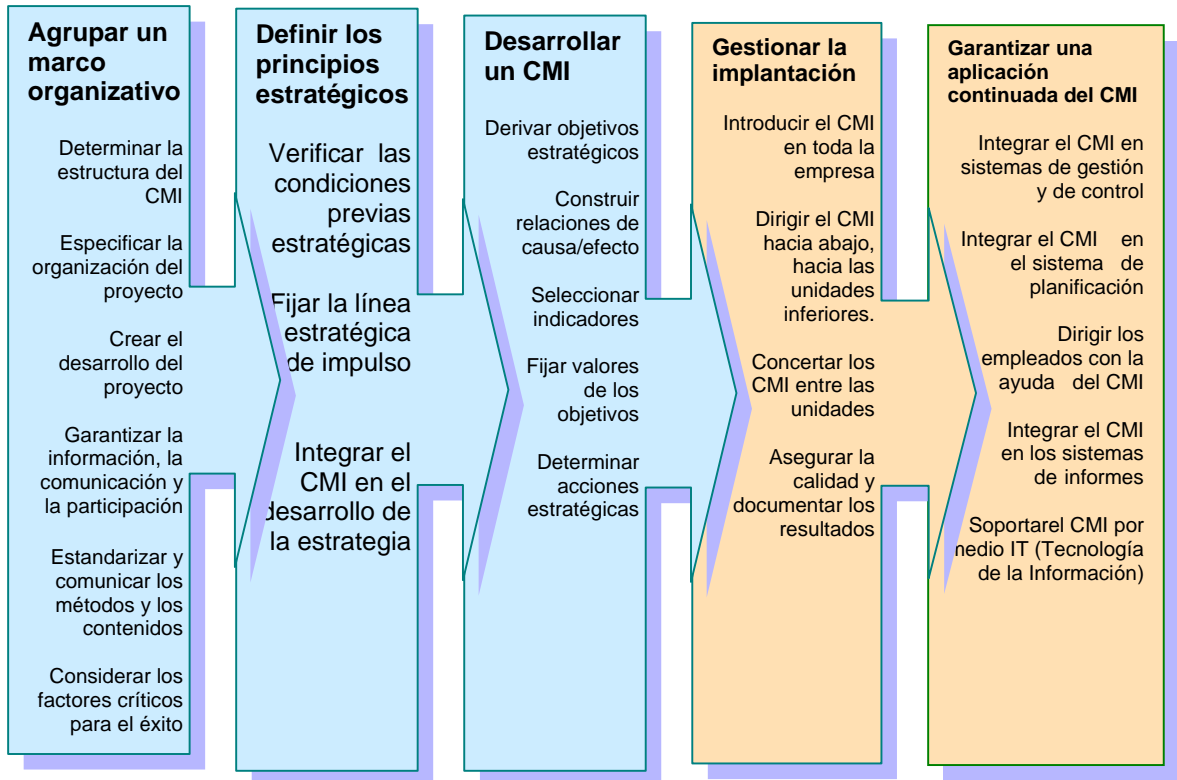 Agrupar un
marco
organizativo
Determinar la
estructura del
CMI
Especificar la
organización del
proyecto
Crear el
desarrollo del
proyecto
Garantizar la
información, la
comunicación y
la participación
Estandarizar y
comunicar los
métodos y los
contenidos
Considerar los
factores críticos
para el éxito
Definir los
principios
estratégicos
Verificar las
condiciones
previas
estratégicas
Fijar la línea
estratégica
de impulso
Integrar el
CMI en el
desarrollo de
la estrategia
Desarrollar
un CMI
Derivar objetivos
estratégicos
Construir
relaciones de
causa/efecto
Seleccionar
indicadores
Fijar valores
de los
objetivos
Determinar
acciones
estratégicas
Gestionar la
implantación
Introducir el CMI
en toda la
empresa
Dirigir el CMI
hacia abajo,
hacia las
unidades
inferiores.
Concertar los
CMI entre las
unidades
Asegurar la
calidad y
documentar los
resultados
Garantizar una
aplicación
continuada del CMI
Integrar el CMI en
sistemas de gestión
y de control
Integrar el CMI en
el sistema de
planificación
Dirigir los
empleados con la
ayuda del CMI
Integrar el CMI
en los sistemas
de informes
Soportarel CMI por
medio IT (Tecnología
de la Información)